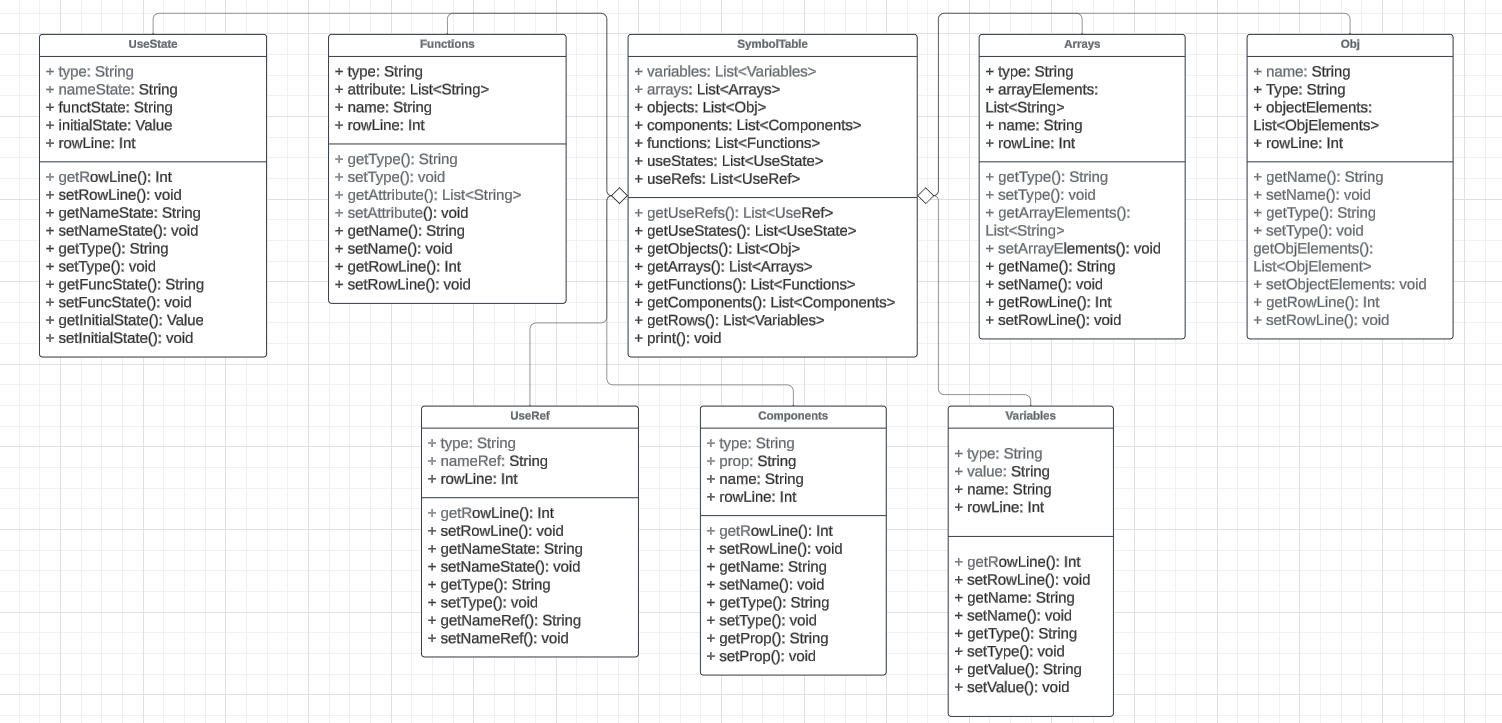 UseState
+ type: String
+ nameState: String
+ functState: String
+ initialState: Value
+ rowLine: Int
+ getRowLine(): Int
+ setRowLine(): void
+ getNameState: String
+ setNameState(): void
+ getType(): String
+ setType(): void
+ getFuncState(): String
+ setFuncState(): void
+ getInitialState(): Value
+ setInitialState(): void
Functions
+ type: String
+ attribute: List<String>
+ name: String
+ rowLine: Int
+ getType(): String
+ setType(): void
+ getAttribute(): List<String>
+ setAttribute(): void
+ getName(): String
+ setName(): void
+ getRowLine(): Int
+ setRowLine(): void
SymbolTable
+ variables: List<Variables>
+ arrays: List<Arrays>
+ objects: List<Obj>
+ components: List<Components>
+ functions: List<Functions>
+ useStates: List<UseState>
+ useRefs: List<UseRef>
+ getUseRefs(): List<UseRef>
+ getUseStates(): List<UseState>
+ getObjects(): List<Obj>
+ getArrays(): List<Arrays>
+ getFunctions(): List<Functions>
+ getComponents(): List<Components>
+ getRows(): List<Variables>
+ print(): void
Arrays
+ type: String
+ arrayElements:
List<String>
+ name: String
+ rowLine: Int
+ getType(): String
+ setType(): void
+ getArrayElements():
List<String>
+ setArrayElements(): void
+ getName(): String
+ setName(): void
+ getRowLine(): Int
+ setRowLine(): void
Obj
+ name: String
+ Type: String
+ objectElements:
List<ObjElements>
+ rowLine: Int
+ getName(): String
+ setName(): void
+ getType(): String
+ setType(): void
getObjElements():
List<ObjElement>
+ setObjectElements: void
+ getRowLine(): Int
+ setRowLine(): void
UseRef
+ type: String
+ nameRef: String
+ rowLine: Int
+ getRowLine(): Int
+ setRowLine(): void
+ getNameState: String
+ setNameState(): void
+ getType(): String
+ setType(): void
+ getNameRef(): String
+ setNameRef(): void
Components
+ type: String
+ prop: String
+ name: String
+ rowLine: Int
+ getRowLine(): Int
+ setRowLine(): void
+ getName: String
+ setName(): void
+ getType(): String
+ setType(): void
+ getProp(): String
+ setProp(): void
Variables
+ type: String
+ value: String
+ name: String
+ rowLine: Int
+ getRowLine(): Int
+ setRowLine(): void
+ getName: String
+ setName(): void
+ getType(): String
+ setType(): void
+ getValue(): String
+ setValue(): void